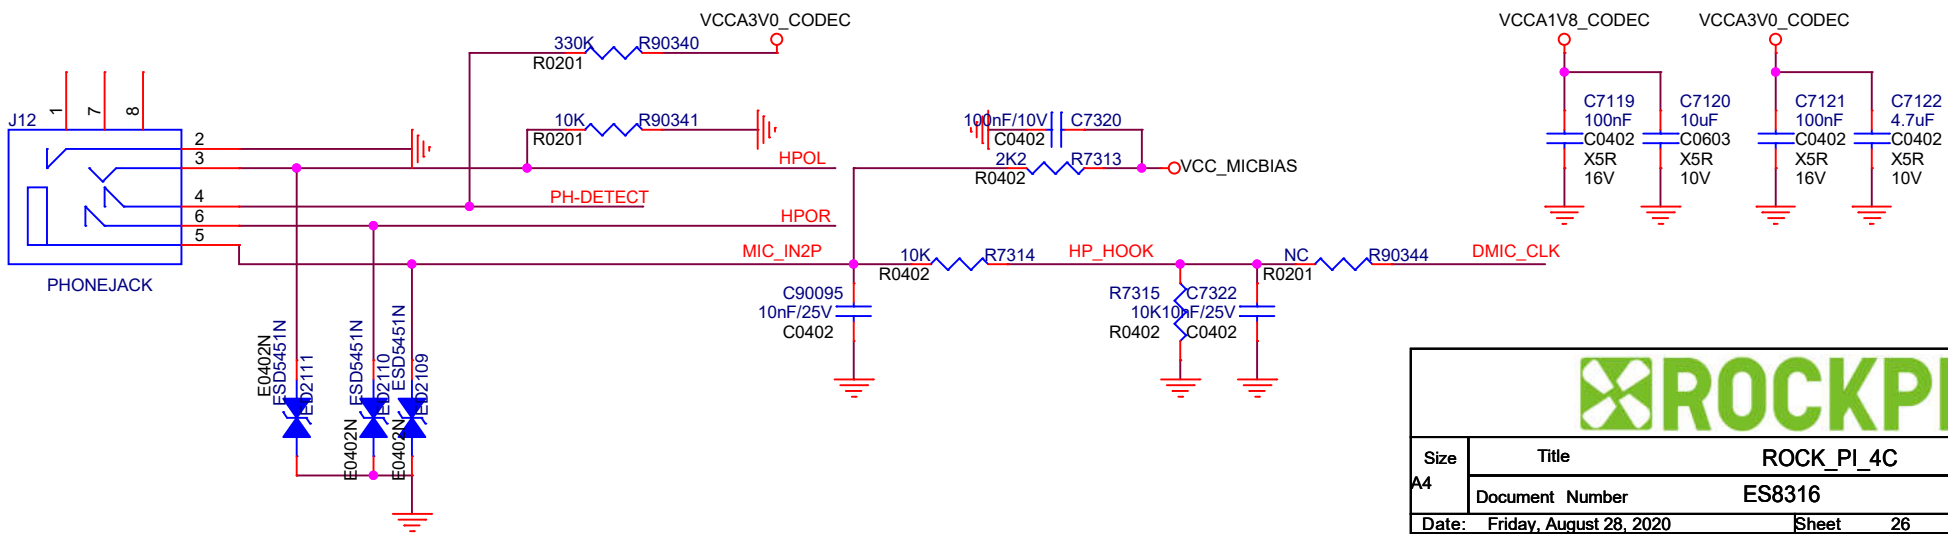 VCCA3V0_CODEC
330K R90340
R0201
1
7
8
J12
10K R90341
R0201
2
3
HPOL
4
PH-DETECT
6
HPOR
5
MIC_IN2P
PHONEJACK
100nF/10V C7320
C0402
2K2 R7313
R0402
VCC_MICBIAS
10K R7314
R0402
HP_HOOK
NC R90344
R0201
DMIC_CLK
E0402N
ESD5451N
ED2111
E0402N
ESD5451N
ED2110
E0402N
ESD5451N
ED2109
C90095
10nF/25V
C0402
R7315
10K
R0402
C7322
10nF/25V
C0402
VCCA1V8_CODEC
VCCA3V0_CODEC
C7119
100nF
C0402
X5R
16V
C7120
10uF
C0603
X5R
10V
C7121
100nF
C0402
X5R
16V
C7122
4.7uF
C0402
X5R
10V
ROCKPI
Size
A4
Title
ROCK_PI_4C
Document Number
ES8316
Date: Friday, August 28, 2020
Sheet 26